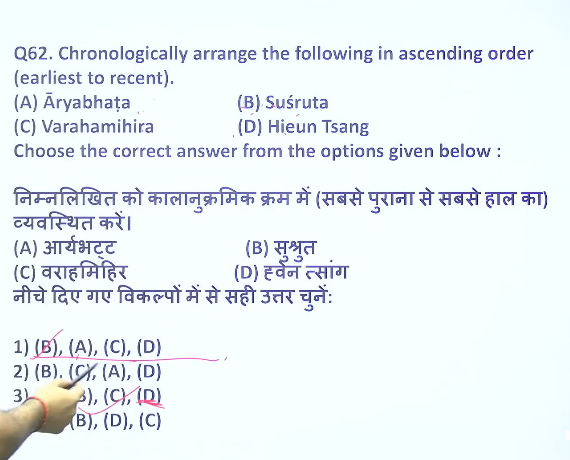 Q62. Chronologically arrange the following in ascending order
(earliest to recent).
(A) Āryabhaṭa (B) Suśruta
(C) Varahamihira (D) Hieun Tsang
Choose the correct answer from the options given below :
निम्नलिखित को कालानुक्रमिक क्रम में (सबसे पुराना से सबसे हाल का)
व्यवस्थित करें।
(A) आर्यभट्ट (B) सुश्रुत
(C) वराहमिहिर (D) ह्वेन त्सांग
नीचे दिए गए विकल्पों में से सही उत्तर चुनें:
1) (B), (A), (C), (D)
2) (B). (C), (A), (D)
3) (C), (D)
(B), (D), (C)